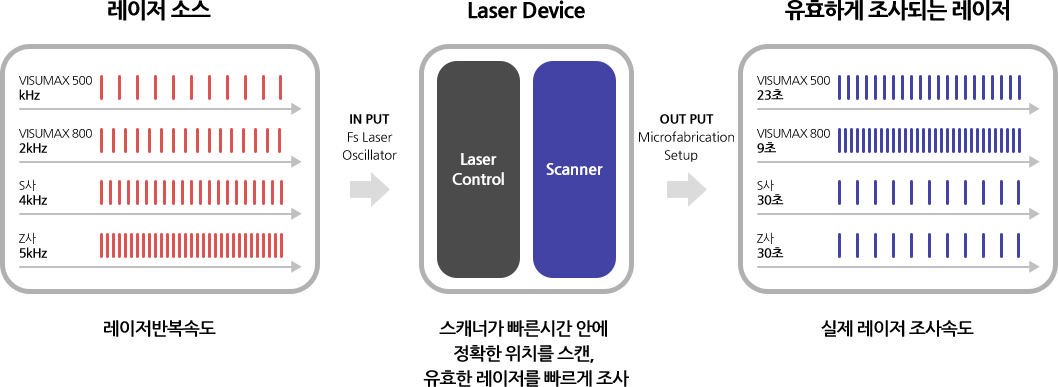 레이저 소스
VISUMAX 500
kHz
VISUMAX 800
2kHz
S사
4kHz
Z사
5kHz
레이저반복속도
IN PUT
Fs Laser
Oscillator
Laser Device
Laser
Control
Scanner
스캐너가 빠른시간 안에
정확한 위치를 스캔,
유효한 레이저를 빠르게 조사
OUT PUT
Microfabrication
Setup
유효하게 조사되는 레이저
VISUMAX 500
23초
VISUMAX 800
9초
S사
30초
Z사
30초
실제 레이저 조사속도